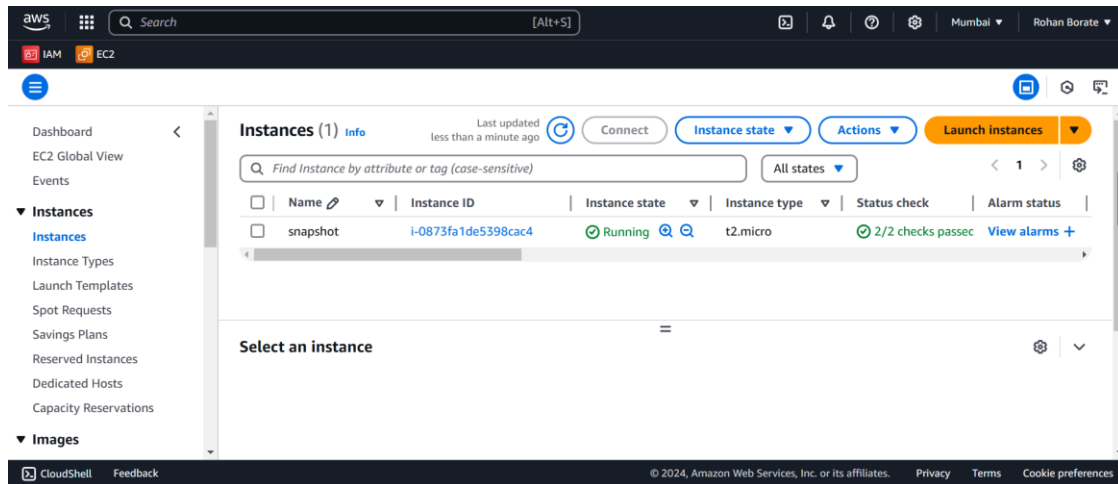 aws Search [Alt+S] Mumbai Rohan Borate
IAM EC2
Dashboard
EC2 Global View
Events
Instances
Instances
Instance Types
Launch Templates
Spot Requests
Savings Plans
Reserved Instances
Dedicated Hosts
Capacity Reservations
Images
Instances (1) Info
Last updated
less than a minute ago
Connect Instance state Actions Launch instances
Find Instance by attribute or tag (case-sensitive) All states 1
Name Instance ID Instance state Instance type Status check Alarm status
snapshot i-0873fa1de5398cac4 Running t2.micro 2/2 checks passec View alarms +
Select an instance
CloudShell Feedback © 2024, Amazon Web Services, Inc. or its affiliates. Privacy Terms Cookie preferences